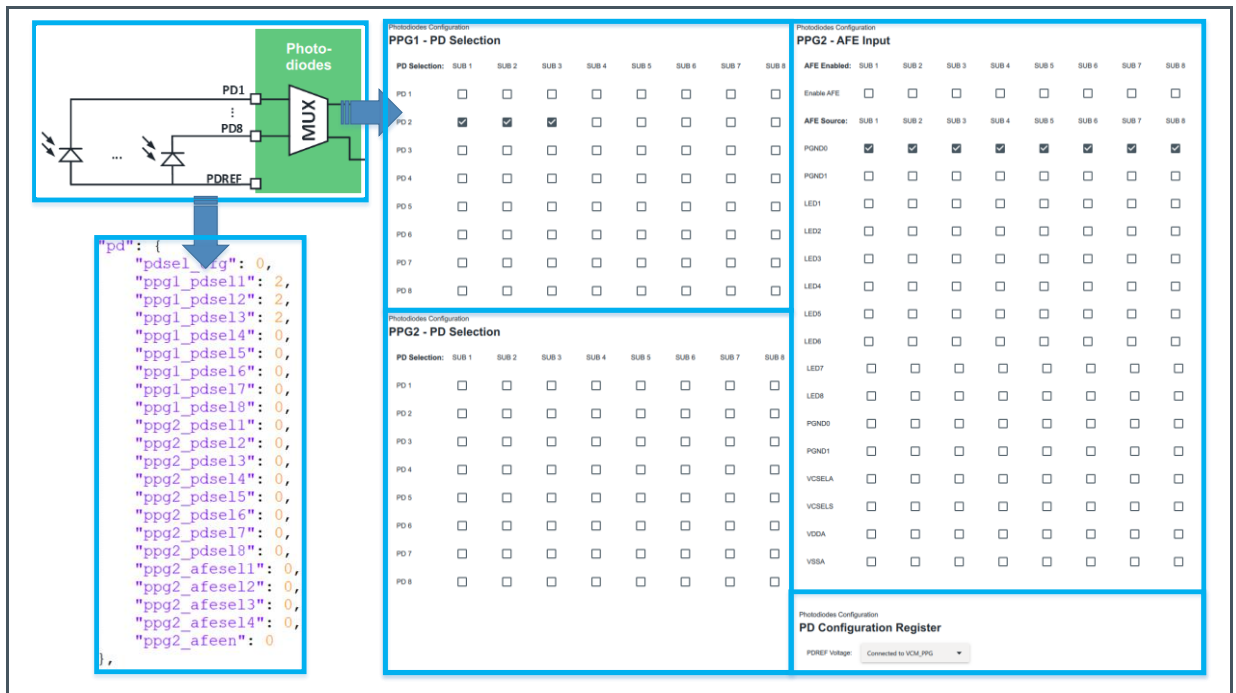 Photo-
diodes
PD1
⋮
PD8
MUX
...
PDREF
"pd": {
"pdsel_cfg": 0,
"ppg1_pdsel1": 2,
"ppg1_pdsel2": 2,
"ppg1_pdsel3": 2,
"ppg1_pdsel4": 0,
"ppg1_pdsel5": 0,
"ppg1_pdsel6": 0,
"ppg1_pdsel7": 0,
"ppg1_pdsel8": 0,
"ppg2_pdsel1": 0,
"ppg2_pdsel2": 0,
"ppg2_pdsel3": 0,
"ppg2_pdsel4": 0,
"ppg2_pdsel5": 0,
"ppg2_pdsel6": 0,
"ppg2_pdsel7": 0,
"ppg2_pdsel8": 0,
"ppg2_afesel1": 0,
"ppg2_afesel2": 0,
"ppg2_afesel3": 0,
"ppg2_afesel4": 0,
"ppg2_afeen": 0
},
Photodiodes Configuration
PPG1 - PD Selection
PD Selection: SUB 1 SUB 2 SUB 3 SUB 4 SUB 5 SUB 6 SUB 7 SUB 8
PD 1
PD 2
PD 3
PD 4
PD 5
PD 6
PD 7
PD 8
Photodiodes Configuration
PPG2 - PD Selection
PD Selection: SUB 1 SUB 2 SUB 3 SUB 4 SUB 5 SUB 6 SUB 7 SUB 8
PD 1
PD 2
PD 3
PD 4
PD 5
PD 6
PD 7
PD 8
Photodiodes Configuration
PPG2 - AFE Input
AFE Enabled: SUB 1 SUB 2 SUB 3 SUB 4 SUB 5 SUB 6 SUB 7 SUB 8
Enable AFE
AFE Source: SUB 1 SUB 2 SUB 3 SUB 4 SUB 5 SUB 6 SUB 7 SUB 8
PGND0
PGND1
LED1
LED2
LED3
LED4
LED5
LED6
LED7
LED8
PGND0
PGND1
VCSELA
VCSELS
VDDA
VSSA
Photodiodes Configuration
PD Configuration Register
PDREF Voltage: Connected to VCM_PPG